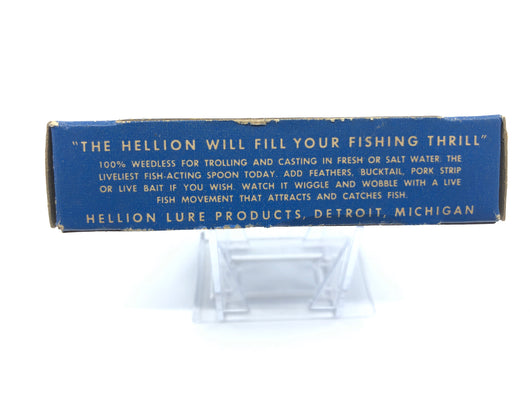 "THE HELLION WILL FILL YOUR FISHING THRILL"
100% WEEDLESS FOR TROLLING AND CASTING IN FRESH OR SALT WATER. THE
LIVELIEST FISH-ACTING SPOON TODAY. ADD FEATHERS, BUCKTAIL, PORK STRIP
OR LIVE BAIT IF YOU WISH. WATCH IT WIGGLE AND WOBBLE WITH A LIVE
FISH MOVEMENT THAT ATTRACTS AND CATCHES FISH.
HELLION LURE PRODUCTS, DETROIT, MICHIGAN